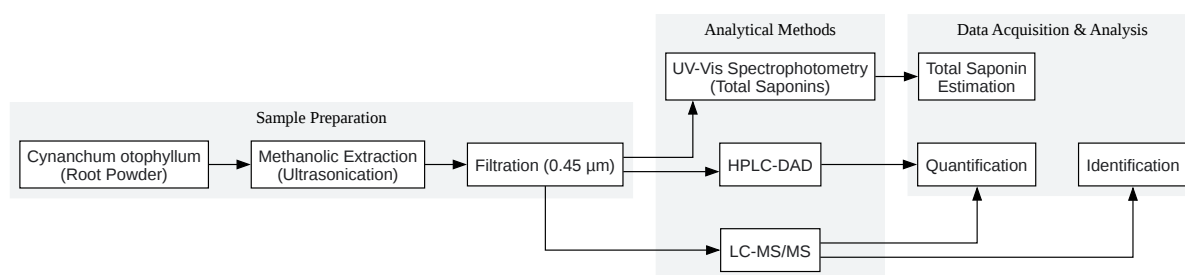 Analytical Methods
Data Acquisition & Analysis
UV-Vis Spectrophotometry
(Total Saponins)
Total Saponin
Estimation
Sample Preparation
Cynanchum otophyllum
(Root Powder)
Methanolic Extraction
(Ultrasonication)
Filtration (0.45 µm)
HPLC-DAD
Quantification
Identification
LC-MS/MS